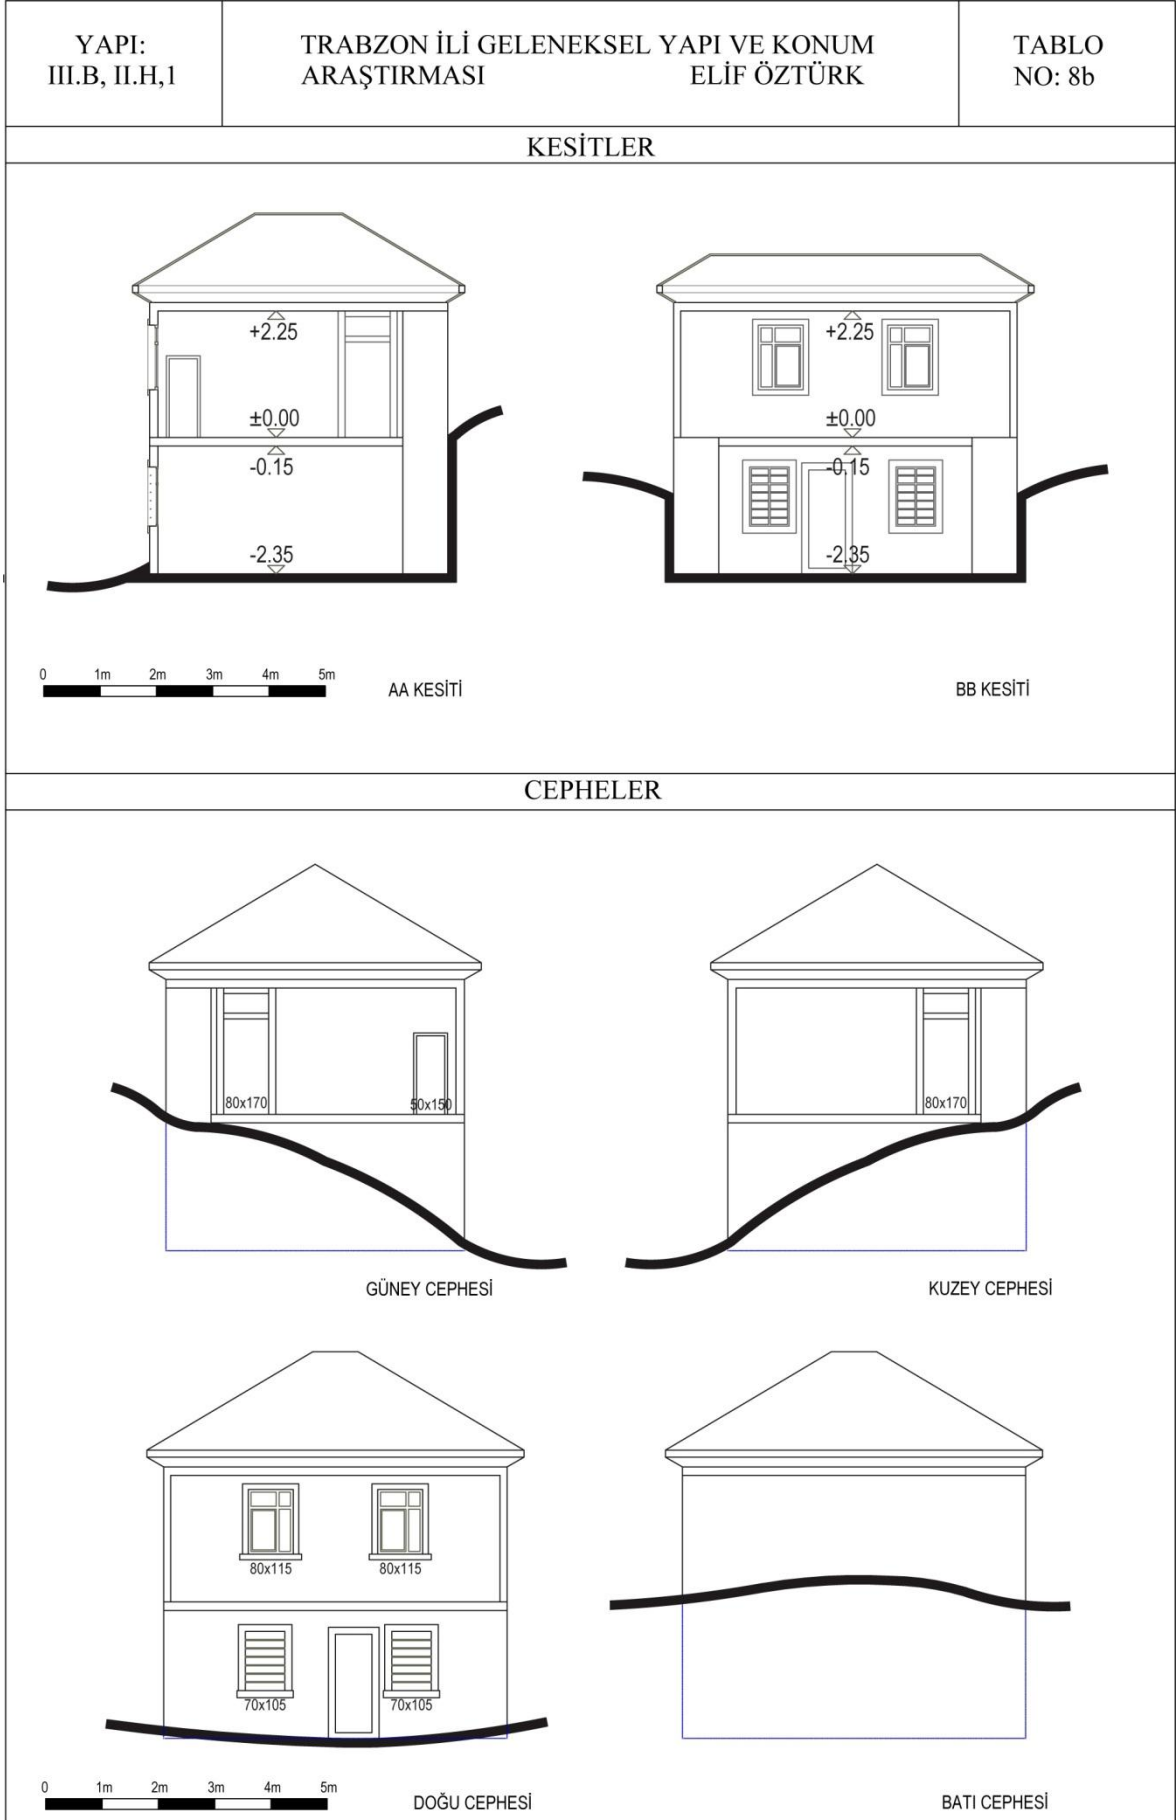 YAPI:
III.B, II.H,1
TRABZON İLİ GELENEKSEL YAPI VE KONUM
ARAŞTIRMASI ELİF ÖZTÜRK
TABLO
NO: 8b
KESİTLER
+2.25
±0.00
-0.15
-2.35
+2.25
±0.00
-0.15
-2.35
0 1m 2m 3m 4m 5m
AA KESİTİ
BB KESİTİ
CEPHELER
80x170
50x150
80x170
GÜNEY CEPHESİ
KUZEY CEPHESİ
80x115 80x115
70x105 70x105
0 1m 2m 3m 4m 5m
DOĞU CEPHESİ
BATI CEPHESİ